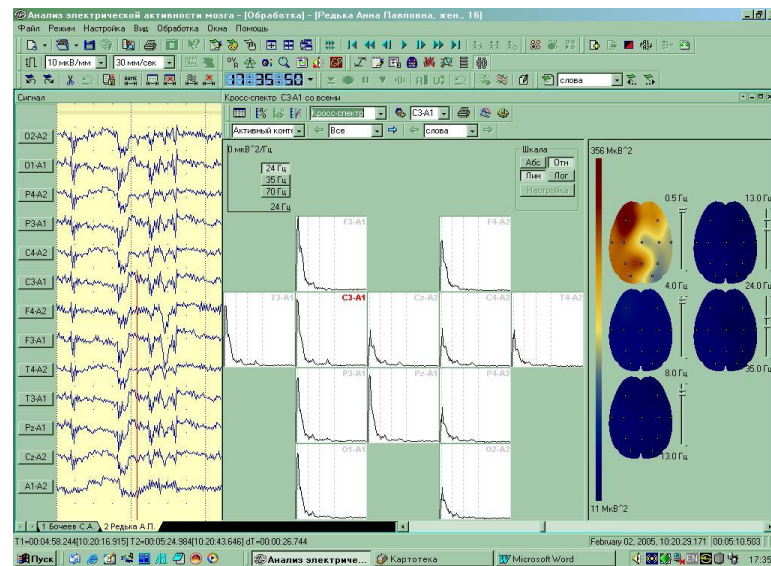 Анализ электрической активности мозга - [Обработка] - [Редька Анна Павловна, жен., 16]
Файл Режим Настройка Вид Обработка Окна Помощь
10 мкВ/мм 30 мм/сек
17:35:50 слова
Сигнал
Кросс-спектр C3-A1 со всеми
Кросс-спектр C3-A1
Активный конте Все слова
O2-A2
O1-A1
P4-A2
P3-A1
C4-A2
C3-A1
F4-A2
F3-A1
T4-A2
T3-A1
Pz-A1
Cz-A2
A1-A2
0 мкВ^2/Гц
24 Гц
35 Гц
70 Гц
24 Гц
Шкала
Абс Отн
Лин Лог
Настройка
F3-A1 F4-A2
T3-A1 C3-A1 Cz-A2 C4-A2 T4-A2
P3-A1 Pz-A1 P4-A2
O1-A1 O2-A2
356 МкВ^2
0.5 Гц 13.0 Гц
4.0 Гц 24.0 Гц
8.0 Гц 35.0 Гц
13.0 Гц
11 МкВ^2
1 Бочеев С.А. 2 Редька А.П.
T1=00:04:58.244[10:20:16.915] T2=00:05:24.984[10:20:43.646] dT=00:00:26.744
February 02, 2005, 10:20:29.171 00:05:10.503
Пуск Анализ электриче... Картотека Microsoft Word EN 17:35